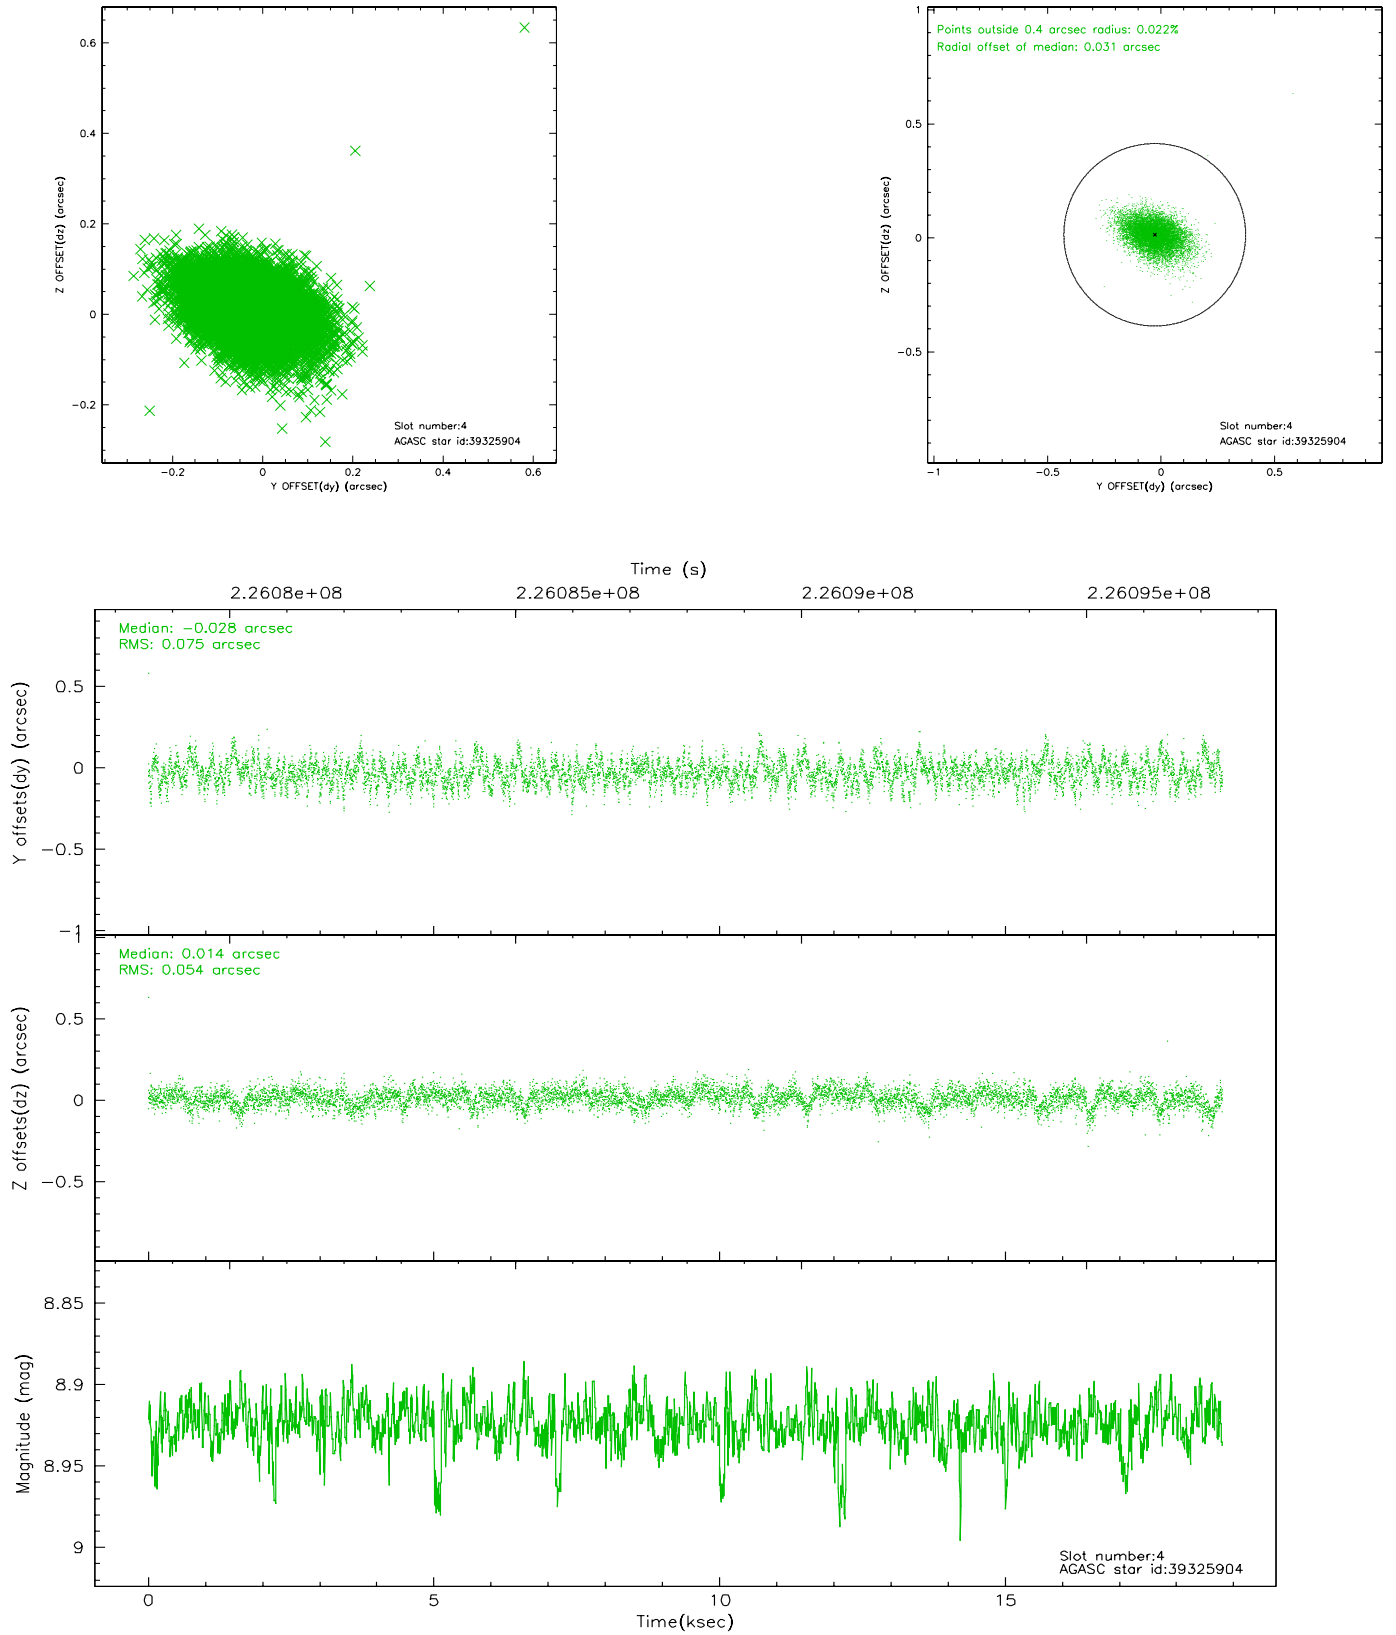 0.6
0.4
0.2
0
−0.2
Z OFFSET(dz) (arcsec)
Slot number:4
AGASC star id:39325904
−0.2 0 0.2 0.4 0.6
Y OFFSET(dy) (arcsec)
1
0.5
0
−0.5
Z OFFSET(dz) (arcsec)
Points outside 0.4 arcsec radius: 0.022%
Radial offset of median: 0.031 arcsec
Slot number:4
AGASC star id:39325904
−1 −0.5 0 0.5
Y OFFSET(dy) (arcsec)
Time (s)
2.2608e+08 2.26085e+08 2.2609e+08 2.26095e+08
Median: −0.028 arcsec
RMS: 0.075 arcsec
0.5
0
−0.5
−1
Y offsets(dy) (arcsec)
Median: 0.014 arcsec
RMS: 0.054 arcsec
1
0.5
0
−0.5
Z offsets(dz) (arcsec)
8.85
8.9
8.95
9
Magnitude (mag)
Slot number:4
AGASC star id:39325904
0 5 10 15
Time(ksec)